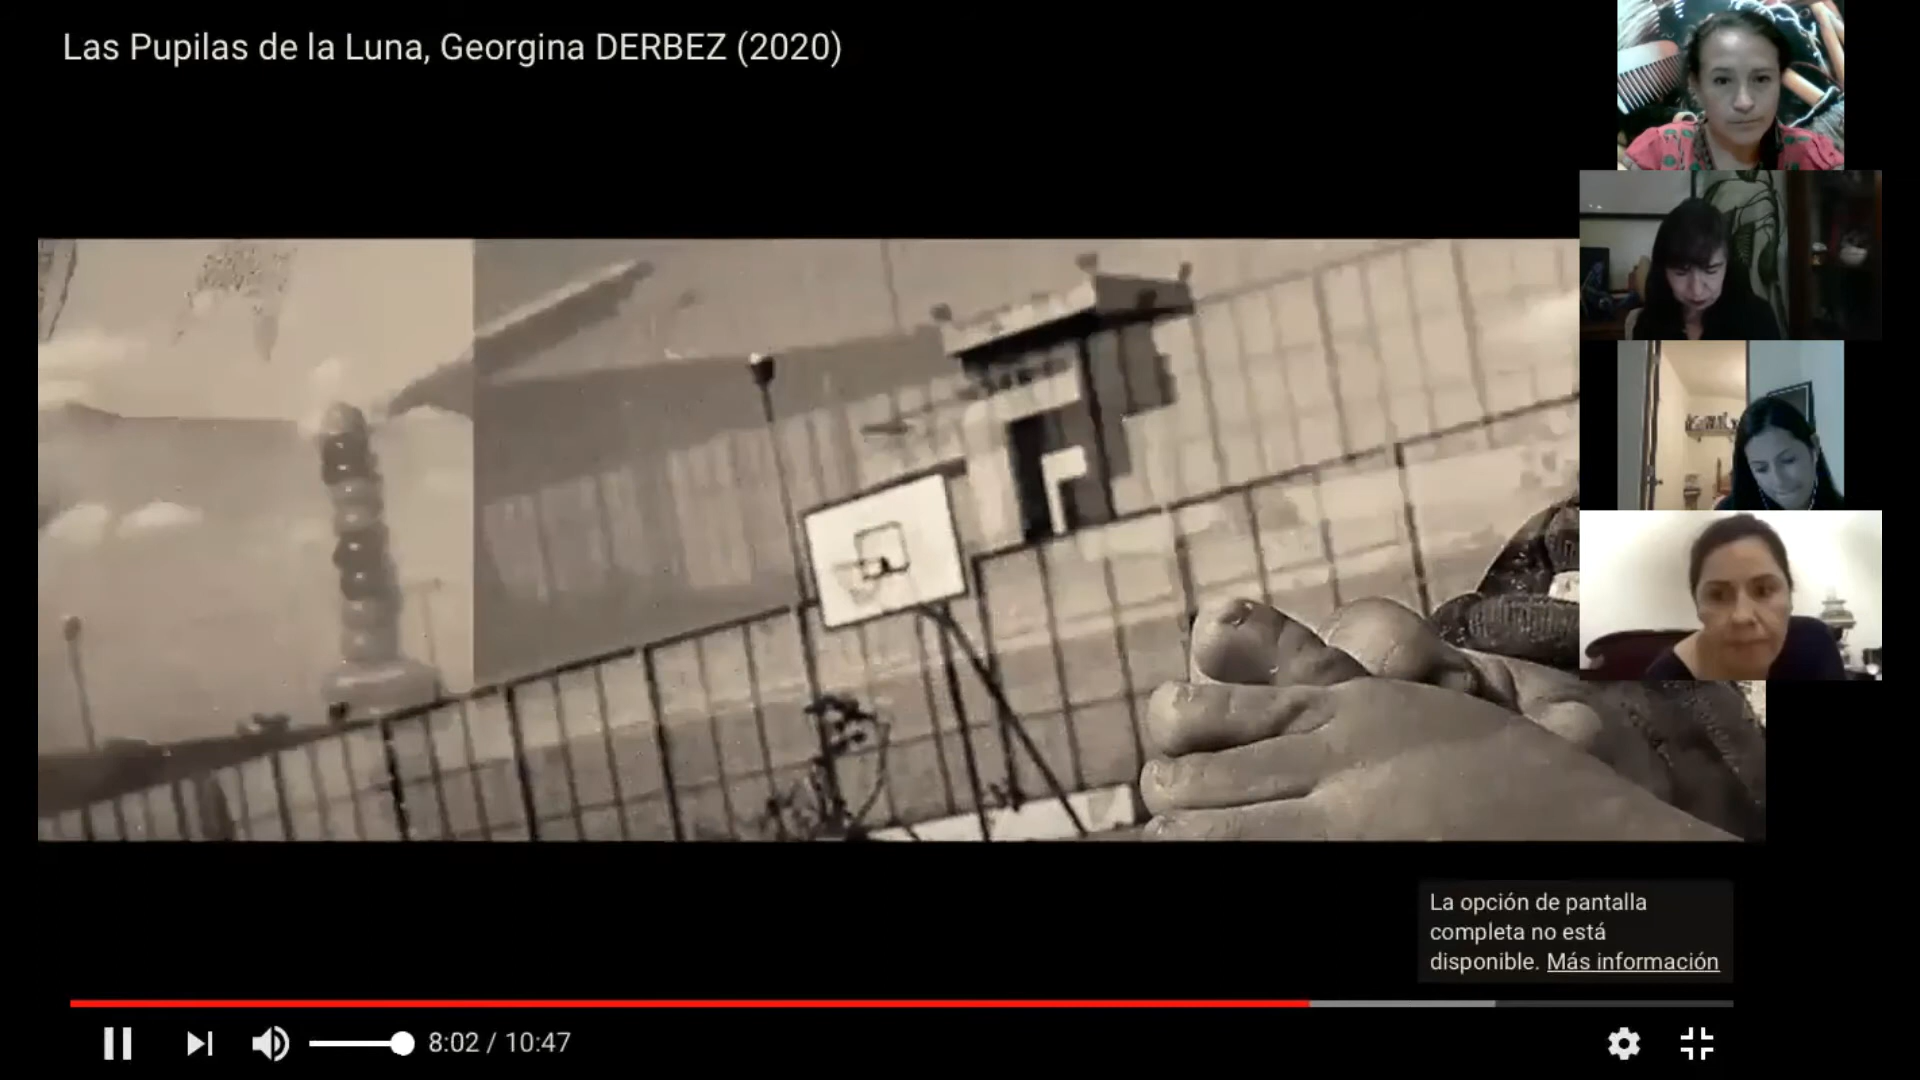 Las Pupilas de la Luna, Georgina DERBEZ (2020)
La opción de pantalla
completa no está
disponible. Más información
8:02 / 10:47